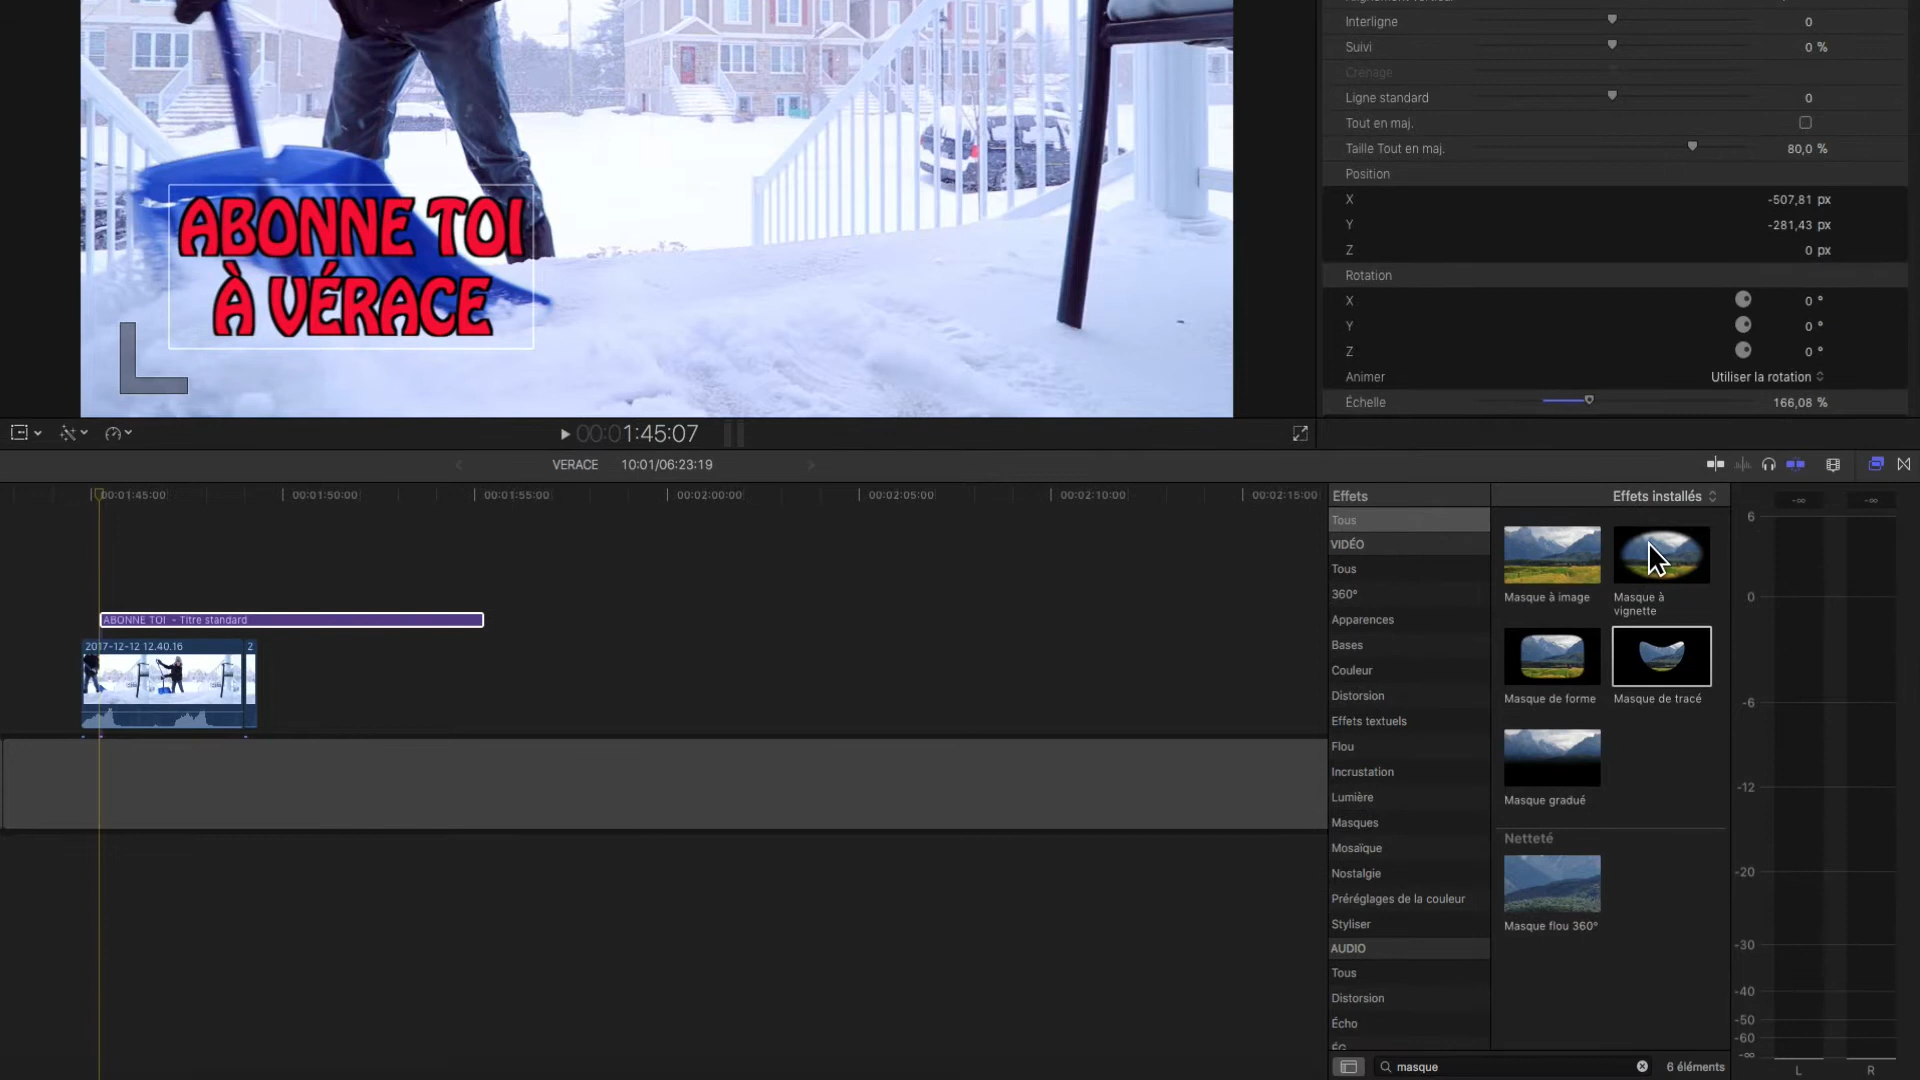 Interligne 0
Suivi 0 %
Crénage
Ligne standard 0
Tout en maj.
Taille Tout en maj. 80,0 %
Position
X -507,81 px
Y -281,43 px
Z 0 px
Rotation
X 0 °
Y 0 °
Z 0 °
Animer Utiliser la rotation
Échelle 166,08 %
ABONNE TOI
À VÉRACE
00:01:45:07
VERACE 10:01/06:23:19
00:01:45:00 00:01:50:00 00:01:55:00 00:02:00:00 00:02:05:00 00:02:10:00 00:02:15:00
ABONNE TOI - Titre standard
2017-12-12 12.40.16 2
Effets Effets installés
Tous
VIDÉO
Tous
360°
Apparences
Bases
Couleur
Distorsion
Effets textuels
Flou
Incrustation
Lumière
Masques
Mosaïque
Nostalgie
Préréglages de la couleur
Styliser
AUDIO
Tous
Distorsion
Écho
ÉG
Masque à image
Masque à
vignette
Masque de forme
Masque de tracé
Masque gradué
Netteté
Masque flou 360°
masque 6 éléments
-∞ -∞
6
0
-6
-12
-20
-30
-40
-50
-60
-∞
L R